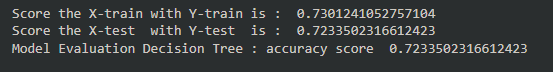 Score the X-train with Y-train is :  0.7301241052757104
Score the X-test  with Y-test  is :  0.7233502316612423
Model Evaluation Decision Tree : accuracy score  0.7233502316612423